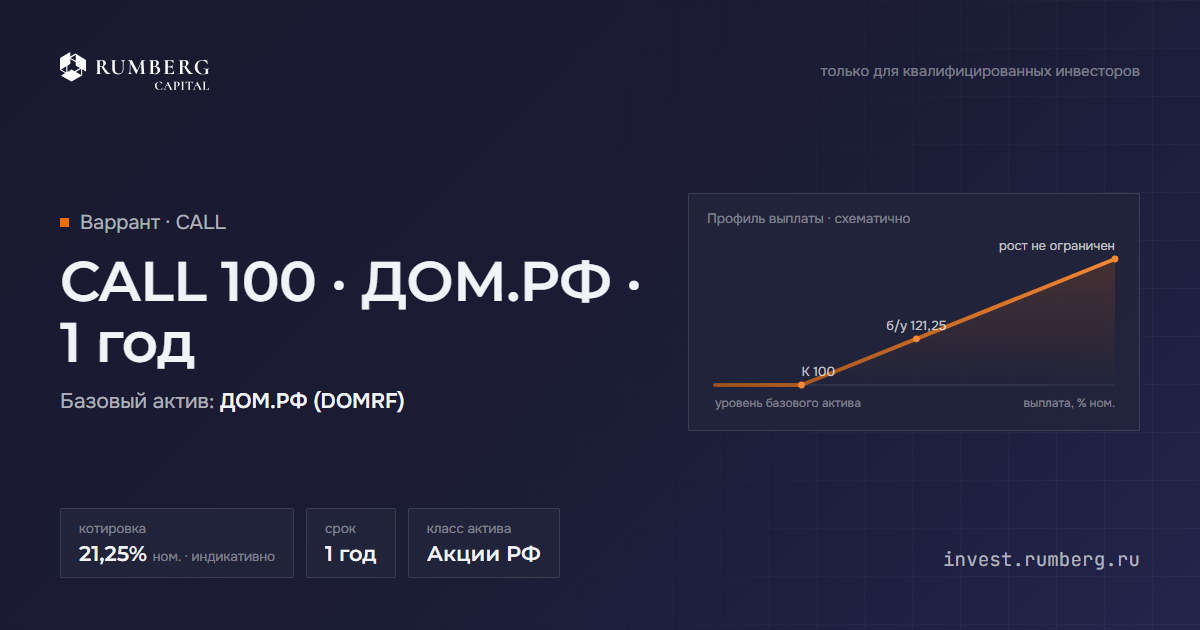 RUMBERG
CAPITAL
только для квалифицированных инвесторов
Варрант · CALL
CALL 100 · ДОМ.РФ ·
1 год
Базовый актив: ДОМ.РФ (DOMRF)
Профиль выплаты · схематично
рост не ограничен
б/у 121,25
К 100
уровень базового актива
выплата, % ном.
котировка
21,25% ном. · индикативно
срок
1 год
класс актива
Акции РФ
invest.rumberg.ru